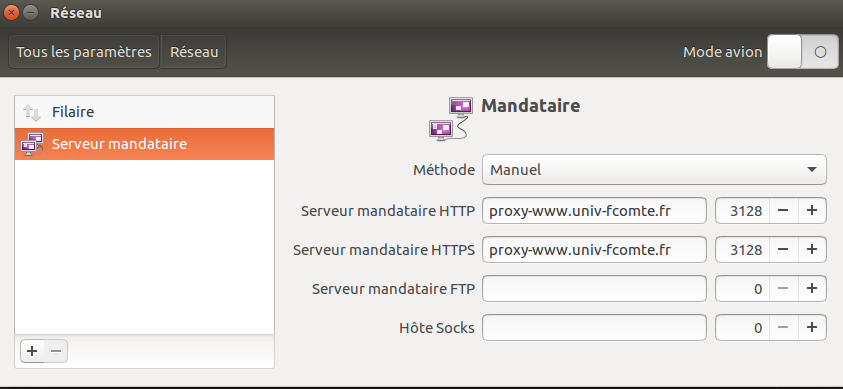 Réseau
Tous les paramètres Réseau Mode avion
Filaire
Serveur mandataire
Mandataire
Méthode Manuel
Serveur mandataire HTTP proxy-www.univ-fcomte.fr 3128 − +
Serveur mandataire HTTPS proxy-www.univ-fcomte.fr 3128 − +
Serveur mandataire FTP 0 − +
Hôte Socks 0 − +
+ −